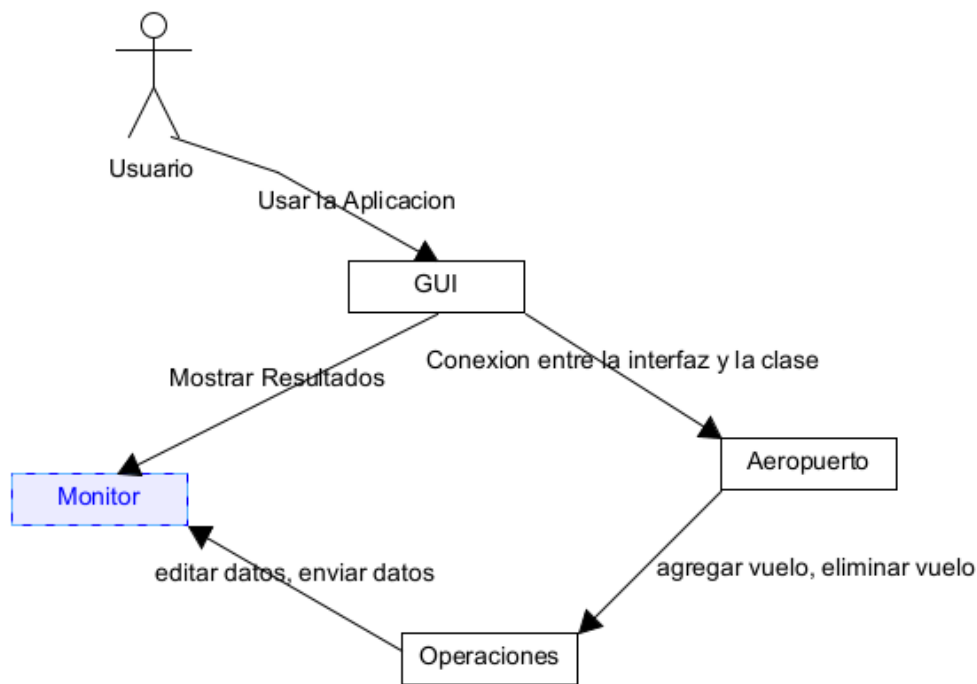 Usuario
Usar la Aplicacion
GUI
Mostrar Resultados
Conexion entre la interfaz y la clase
Aeropuerto
Monitor
editar datos, enviar datos
agregar vuelo, eliminar vuelo
Operaciones